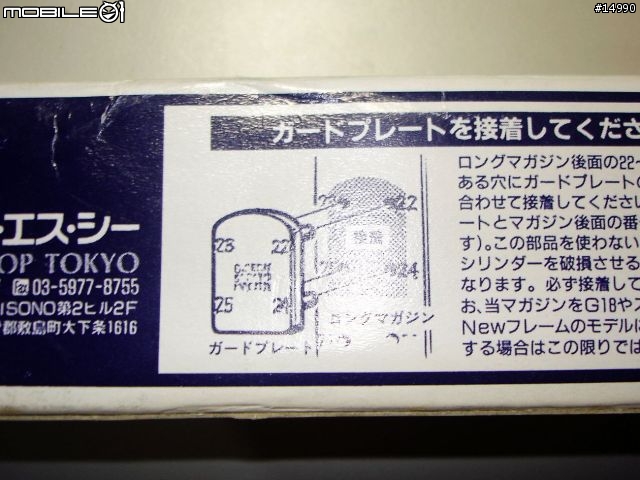 MOBILE01
#14990
ガードプレートを接着してくださ
ロングマガジン後面の22~
ある穴にガードプレートの
合わせて接着してください
ートとマガジン後面の番
す)。この部品を使わない
シリンダーを破損させる
なります。必ず接着して
お、当マガジンをG18やス
Newフレームのモデルに
する場合はこの限りでは
・エス・シー
OP TOKYO
03-5977-8755
ISONO第2ビル2F
郡敷島町大下条1616
22
接着
23
22
24
25
24
ロングマガジン
ガードプレート